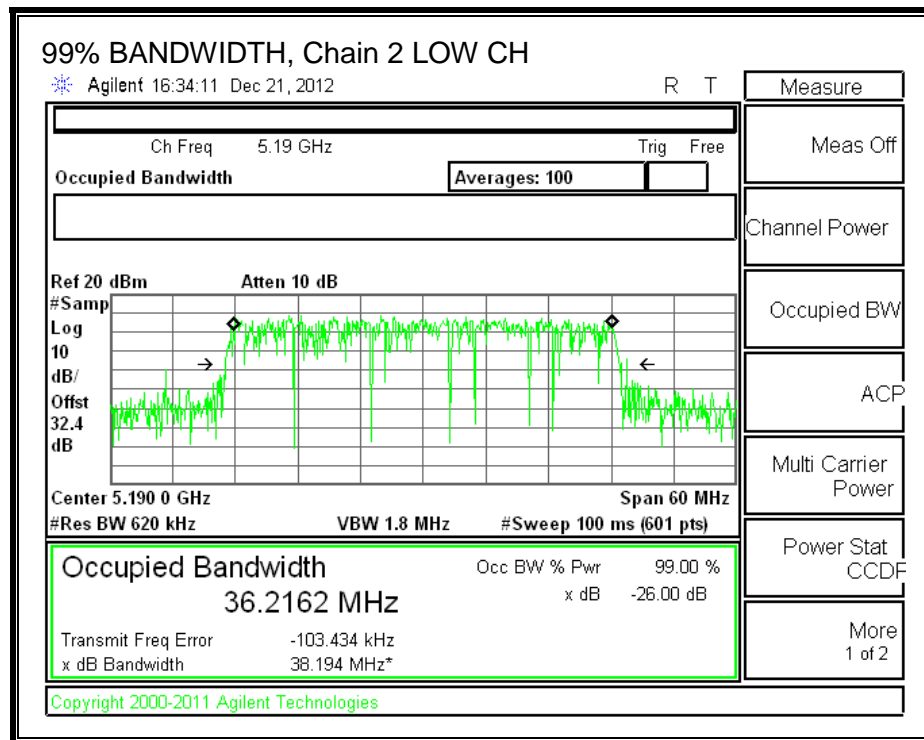 99% BANDWIDTH, Chain 2 LOW CH
Agilent 16:34:11 Dec 21, 2012 R T
Ch Freq 5.19 GHz Trig Free
Occupied Bandwidth Averages: 100
Ref 20 dBm Atten 10 dB
#Samp
Log
10
dB/
Offst
32.4
dB
Center 5.190 0 GHz Span 60 MHz
#Res BW 620 kHz VBW 1.8 MHz #Sweep 100 ms (601 pts)
Occupied Bandwidth Occ BW % Pwr 99.00 %
36.2162 MHz x dB -26.00 dB
Transmit Freq Error -103.434 kHz
x dB Bandwidth 38.194 MHz*
Copyright 2000-2011 Agilent Technologies
Measure
Meas Off
Channel Power
Occupied BW
ACP
Multi Carrier
Power
Power Stat
CCDF
More
1 of 2